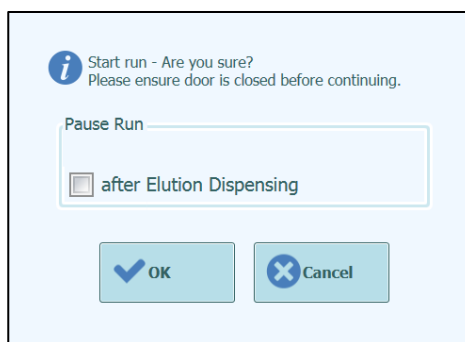 Start run - Are you sure?
Please ensure door is closed before continuing.
Pause Run
after Elution Dispensing
OK
Cancel